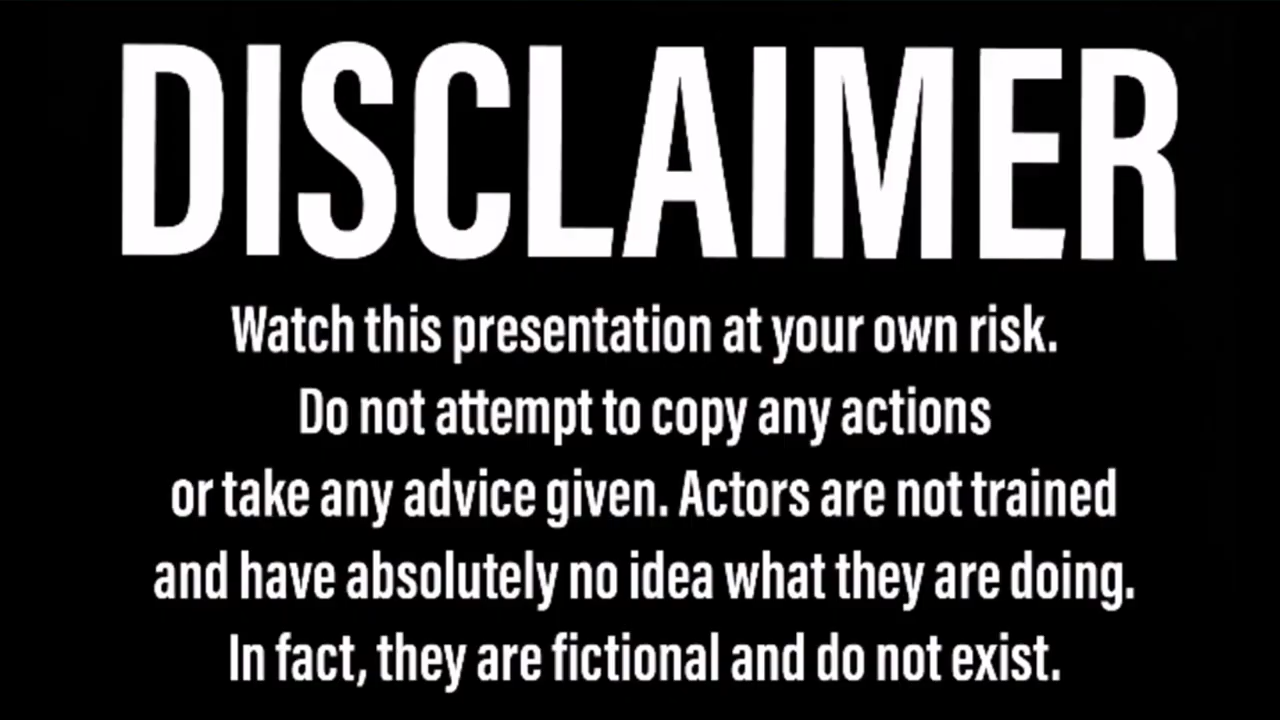 DISCLAIMER
Watch this presentation at your own risk.
Do not attempt to copy any actions
or take any advice given. Actors are not trained
and have absolutely no idea what they are doing.
In fact, they are fictional and do not exist.